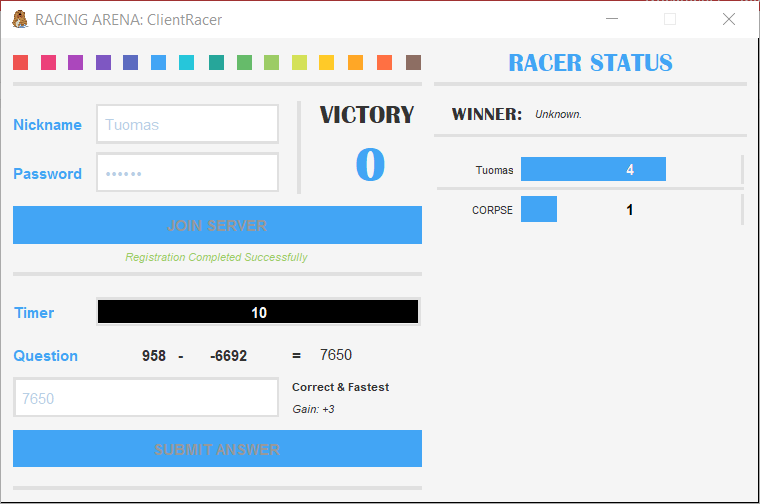 RACING ARENA: ClientRacer
Nickname
Tuomas
Password
••••••
JOIN SERVER
Registration Completed Successfully
VICTORY
0
Timer
10
Question
958 - -6692 = 7650
7650
Correct & Fastest
Gain: +3
SUBMIT ANSWER
RACER STATUS
WINNER: Unknown.
Tuomas 4
CORPSE 1